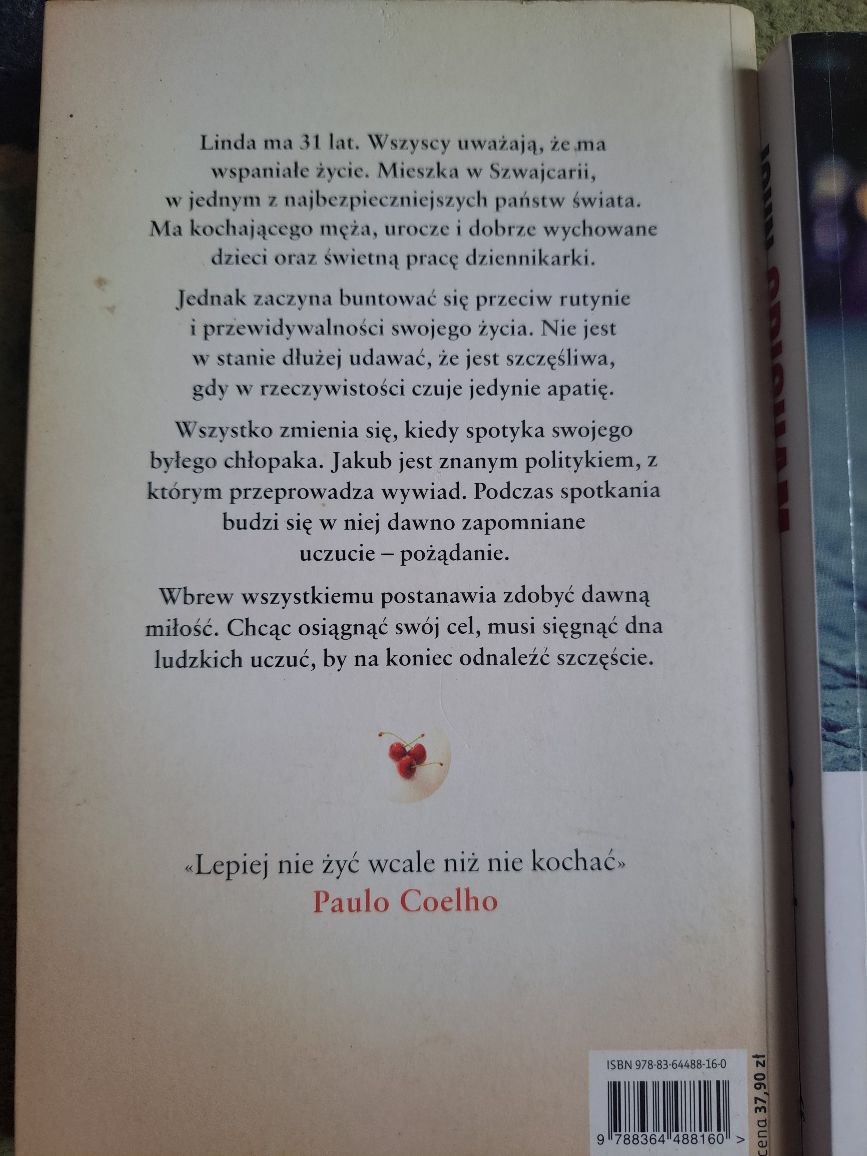 Linda ma 31 lat. Wszyscy uważają, że ma
wspaniałe życie. Mieszka w Szwajcarii,
w jednym z najbezpieczniejszych państw świata.
Ma kochającego męża, urocze i dobrze wychowane
dzieci oraz świetną pracę dziennikarki.
Jednak zaczyna buntować się przeciw rutynie
i przewidywalności swojego życia. Nie jest
w stanie dłużej udawać, że jest szczęśliwa,
gdy w rzeczywistości czuje jedynie apatię.
Wszystko zmienia się, kiedy spotyka swojego
byłego chłopaka. Jakub jest znanym politykiem, z
którym przeprowadza wywiad. Podczas spotkania
budzi się w niej dawno zapomniane
uczucie – pożądanie.
Wbrew wszystkiemu postanawia zdobyć dawną
miłość. Chcąc osiągnąć swój cel, musi sięgnąć dna
ludzkich uczuć, by na koniec odnaleźć szczęście.
«Lepiej nie żyć wcale niż nie kochać»
Paulo Coelho
ISBN 978-83-64488-16-0
9 788364 488160 >
cena 37,90 zł